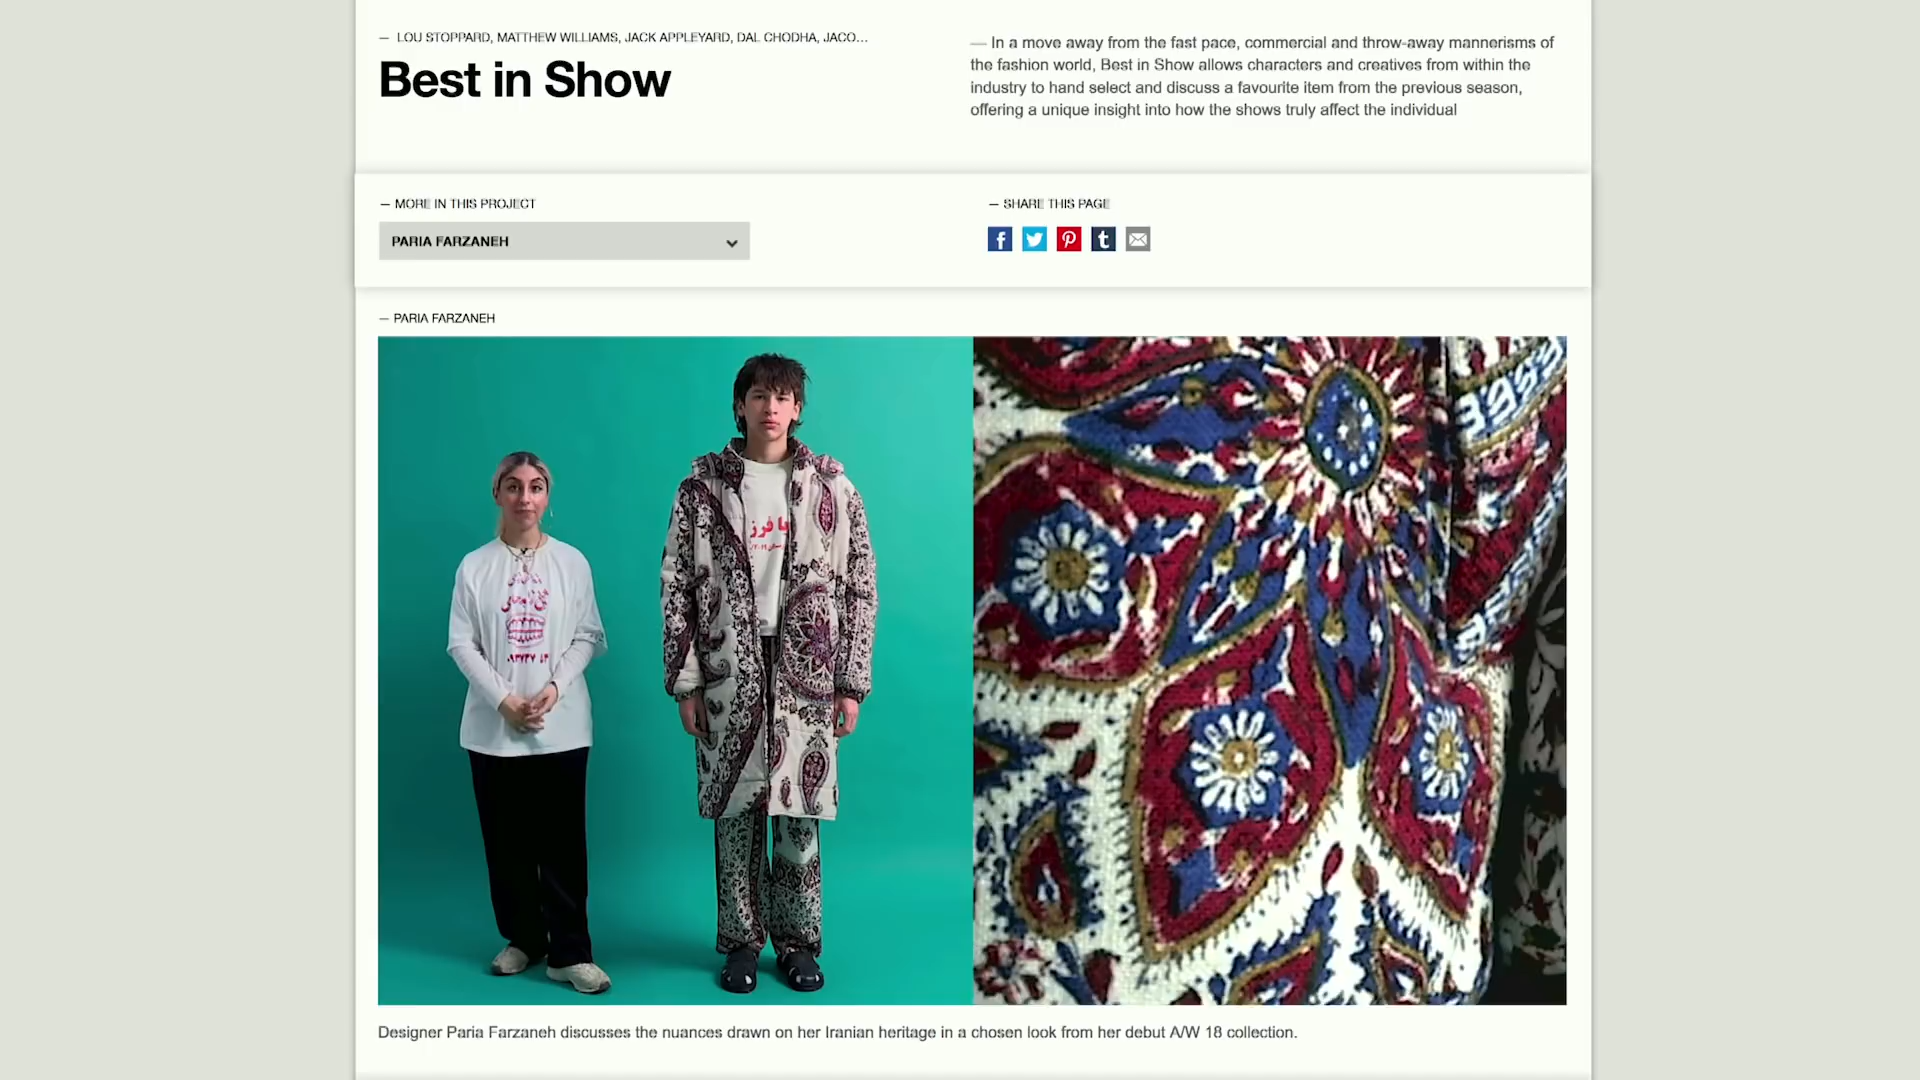 — LOU STOPPARD, MATTHEW WILLIAMS, JACK APPLEYARD, DAL CHODHA, JACO...
Best in Show
— In a move away from the fast pace, commercial and throw-away mannerisms of
the fashion world, Best in Show allows characters and creatives from within the
industry to hand select and discuss a favourite item from the previous season,
offering a unique insight into how the shows truly affect the individual
— MORE IN THIS PROJECT
PARIA FARZANEH
— SHARE THIS PAGE
— PARIA FARZANEH
Designer Paria Farzaneh discusses the nuances drawn on her Iranian heritage in a chosen look from her debut A/W 18 collection.